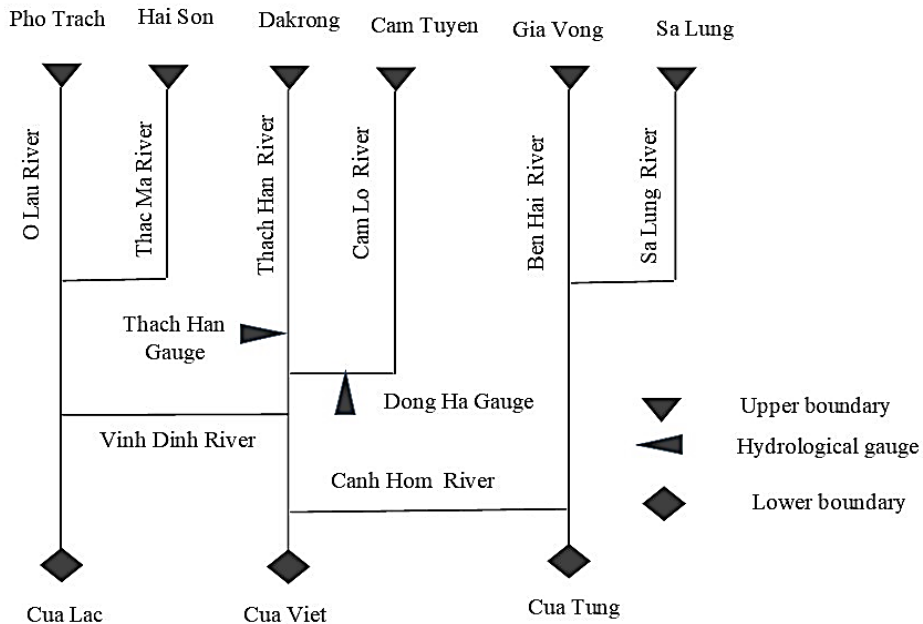 Pho Trach
Hai Son
Dakrong
Cam Tuyen
Gia Vong
Sa Lung
O Lau River
Thac Ma River
Thach Han River
Cam Lo River
Ben Hai River
Sa Lung River
Thach Han
Gauge
Dong Ha Gauge
Vinh Dinh River
Canh Hom River
Upper boundary
Hydrological gauge
Lower boundary
Cua Lac
Cua Viet
Cua Tung